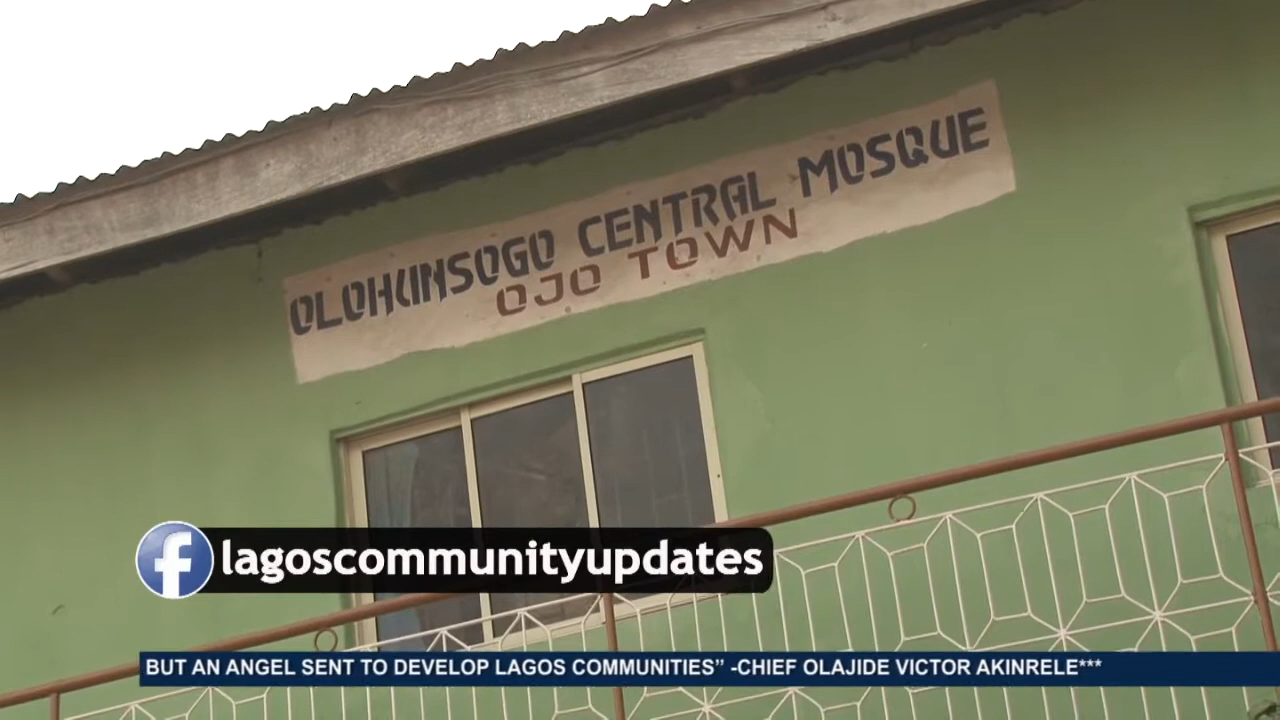 OLOHUNSOGO CENTRAL MOSQUE
OJO TOWN
f lagoscommunityupdates
BUT AN ANGEL SENT TO DEVELOP LAGOS COMMUNITIES” -CHIEF OLAJIDE VICTOR AKINRELE***